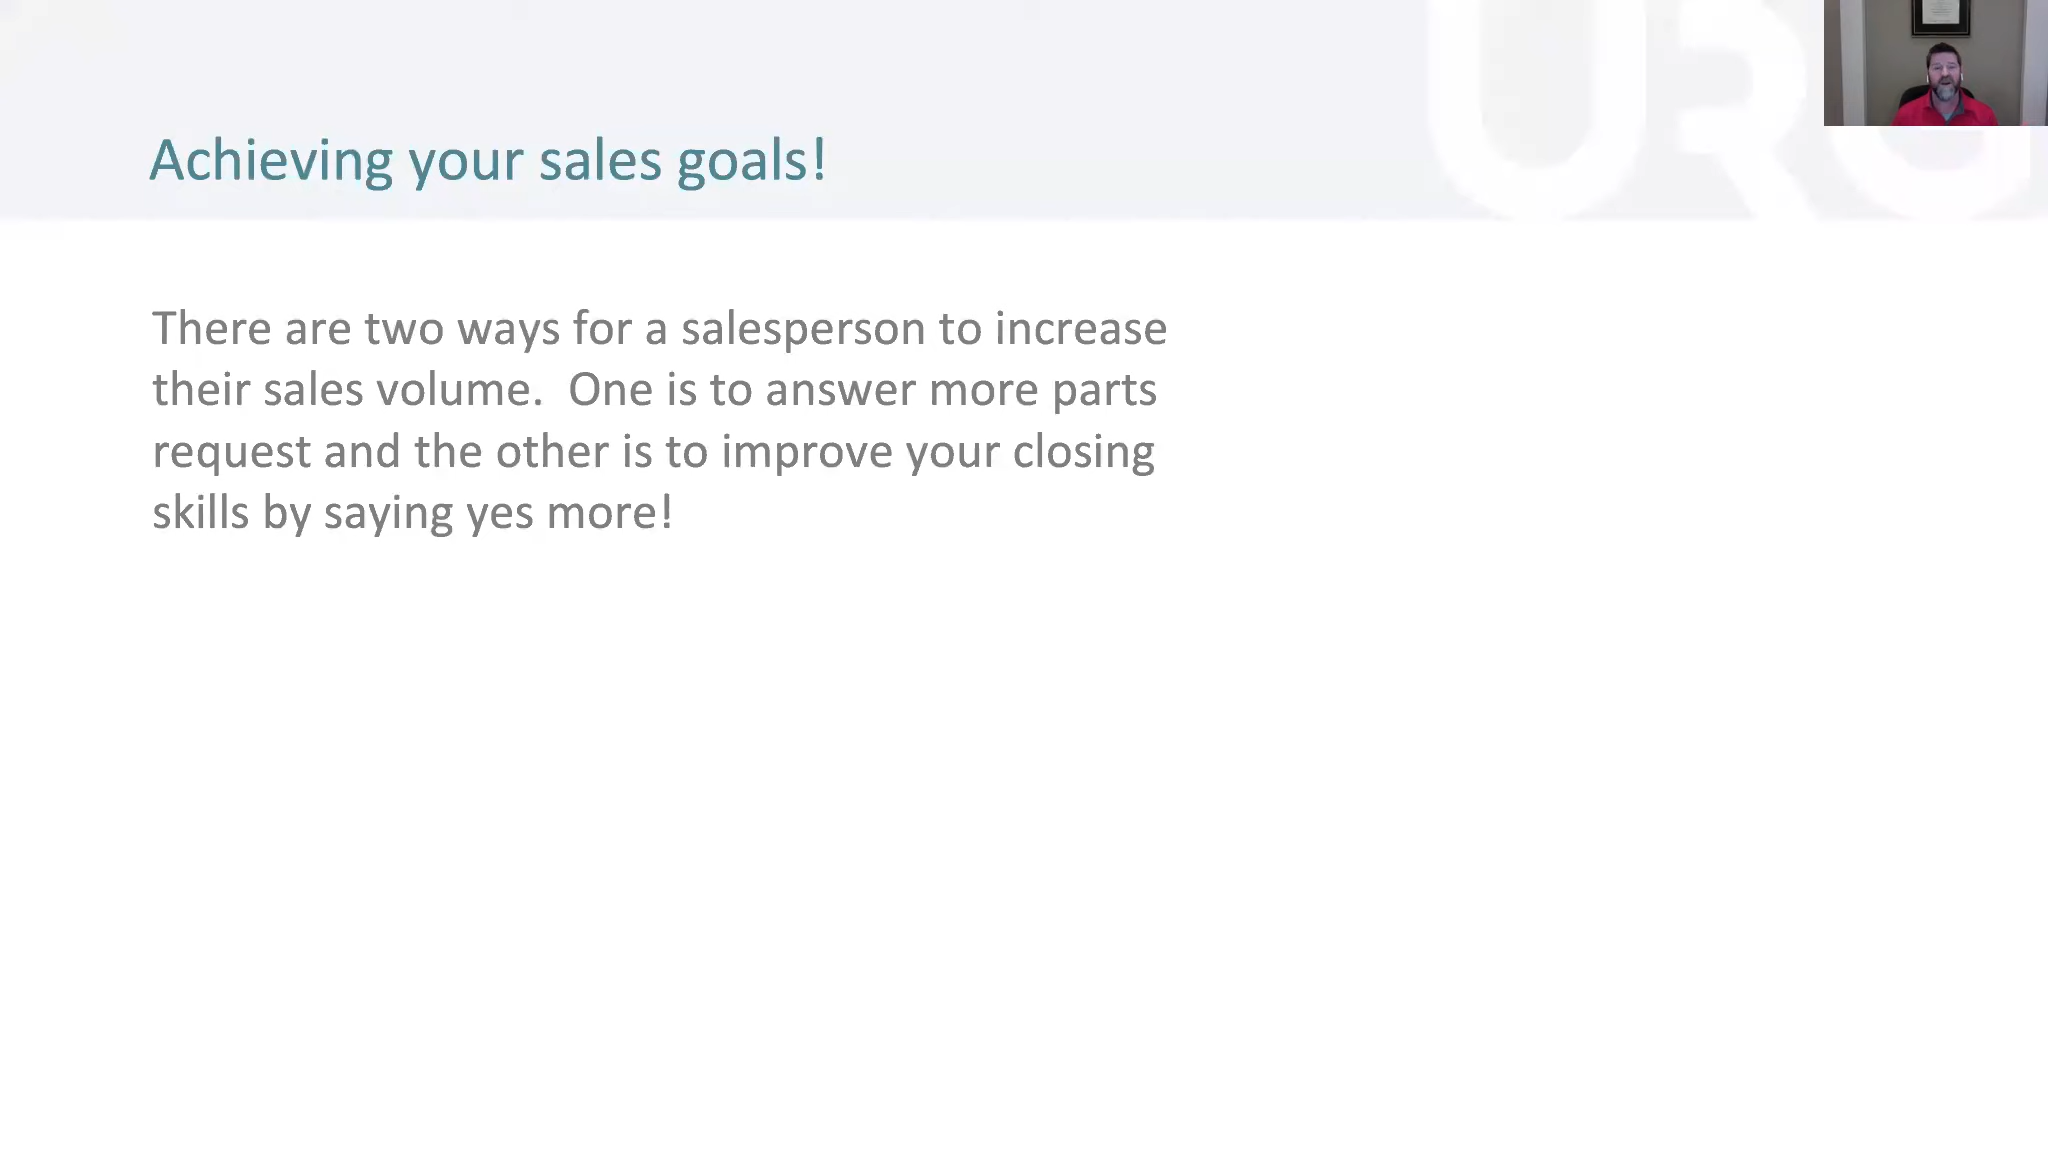 URG
Achieving your sales goals!
There are two ways for a salesperson to increase
their sales volume.  One is to answer more parts
request and the other is to improve your closing
skills by saying yes more!